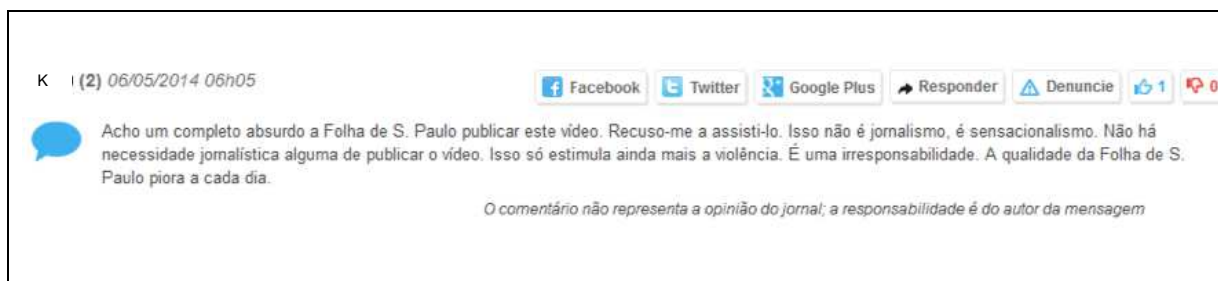 K (2) 06/05/2014 06h05 Facebook Twitter Google Plus Responder Denuncie 1 0
Acho um completo absurdo a Folha de S. Paulo publicar este vídeo. Recuso-me a assisti-lo. Isso não é jornalismo, é sensacionalismo. Não há
necessidade jornalística alguma de publicar o vídeo. Isso só estimula ainda mais a violência. É uma irresponsabilidade. A qualidade da Folha de S.
Paulo piora a cada dia.
O comentário não representa a opinião do jornal; a responsabilidade é do autor da mensagem